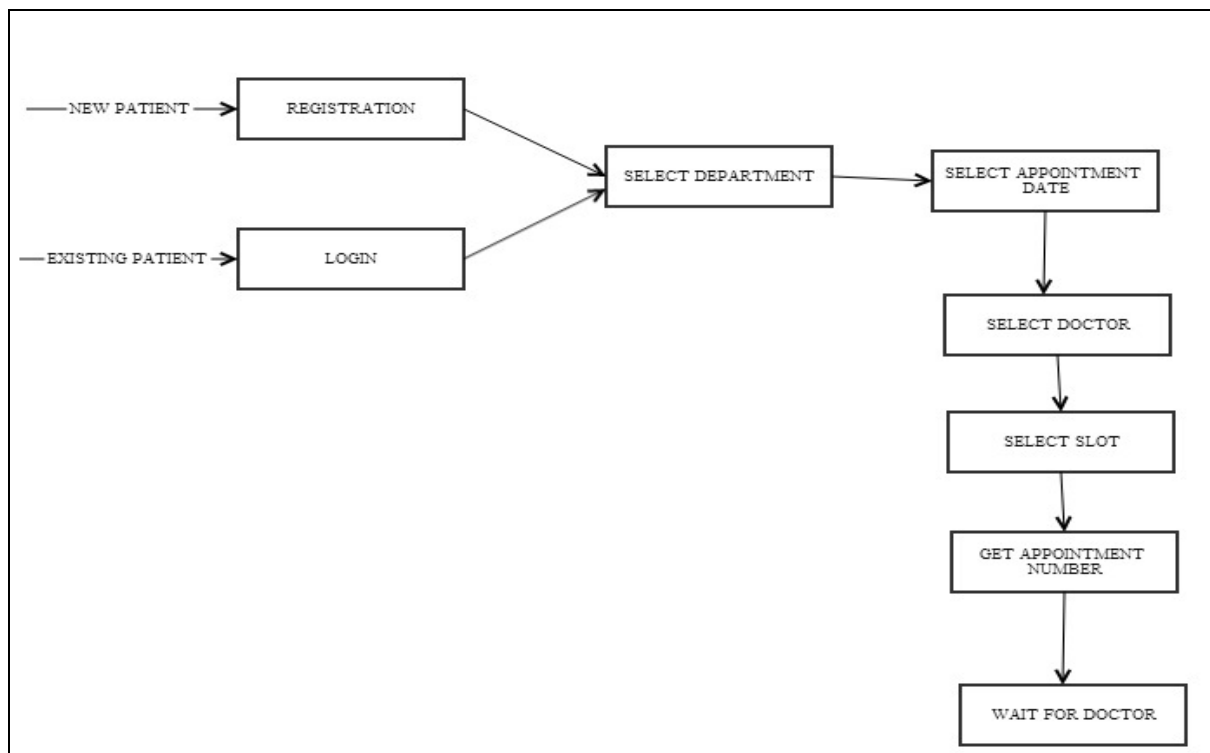 NEW PATIENT
REGISTRATION
EXISTING PATIENT
LOGIN
SELECT DEPARTMENT
SELECT APPOINTMENT
DATE
SELECT DOCTOR
SELECT SLOT
GET APPOINTMENT
NUMBER
WAIT FOR DOCTOR